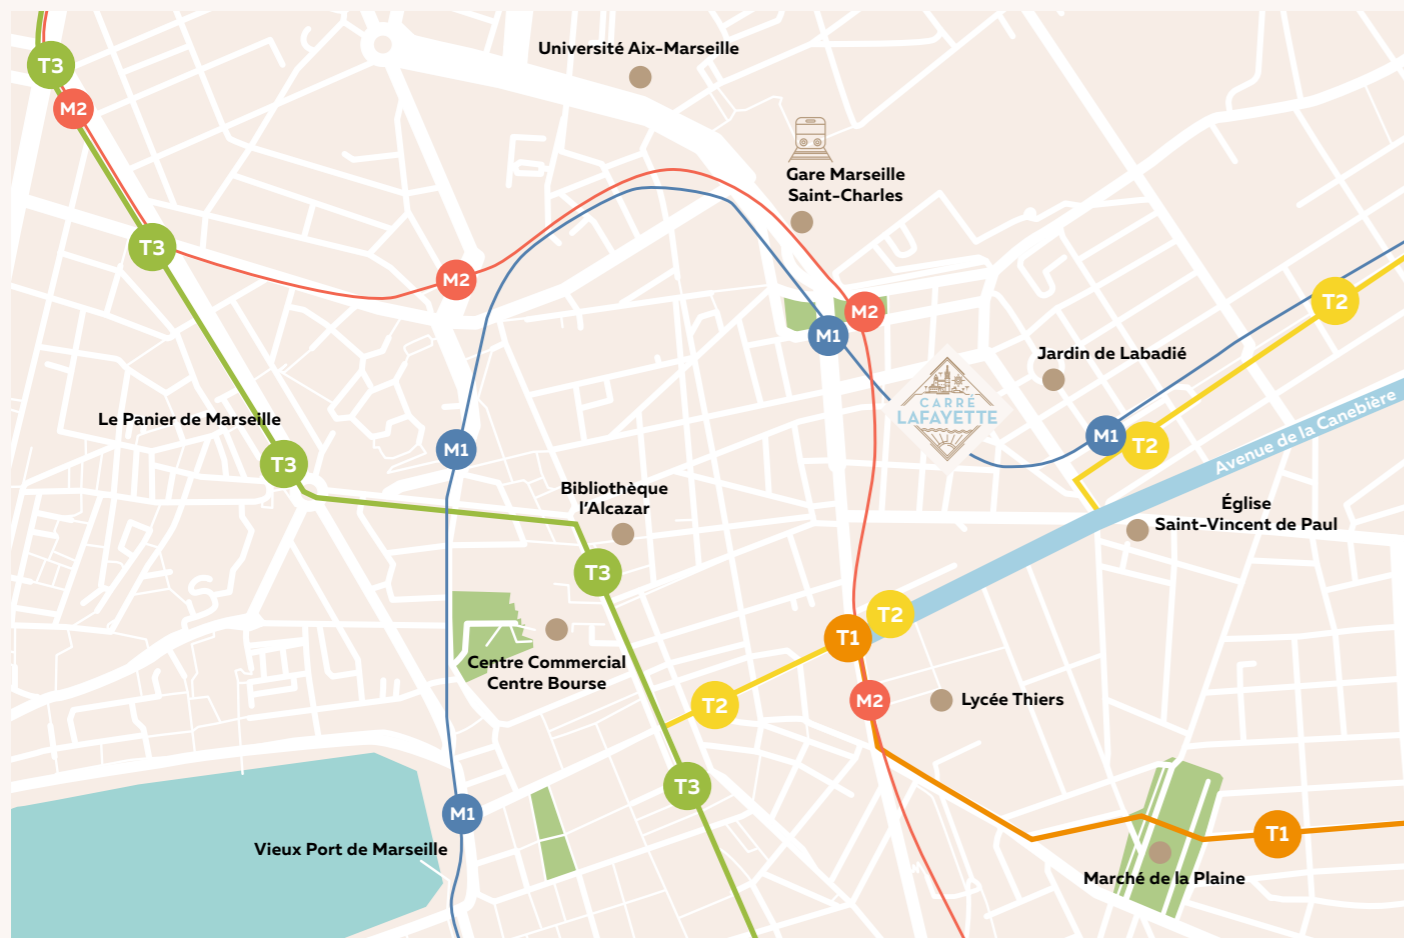 Université Aix-Marseille
T3
M2
Gare Marseille
Saint-Charles
T3
M2
T2
M2
M1
Jardin de Labadié
CARRÉ
LAFAYETTE
Avenue de la Canebière
Le Panier de Marseille
M1
T2
M1
T3
Bibliothèque
l'Alcazar
Église
Saint-Vincent de Paul
T3
T2
T1
Centre Commercial
Centre Bourse
M2
Lycée Thiers
T2
T3
M1
T1
Vieux Port de Marseille
Marché de la Plaine